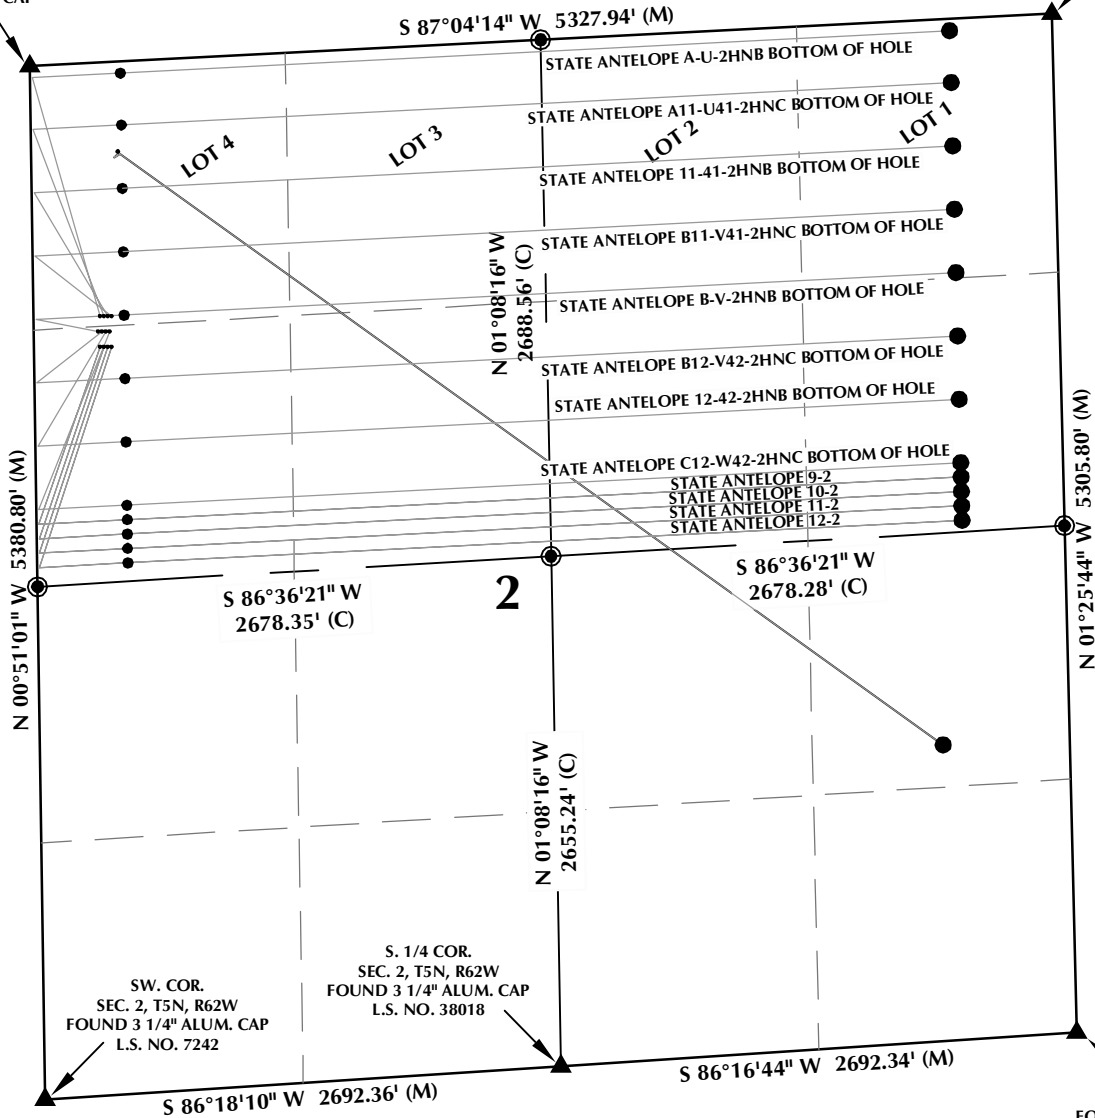 CAP
S 87°04'14" W 5327.94' (M)
STATE ANTELOPE A-U-2HNB BOTTOM OF HOLE
STATE ANTELOPE A11-U41-2HNC BOTTOM OF HOLE
LOT 4
LOT 3
LOT 2
LOT 1
STATE ANTELOPE 11-41-2HNB BOTTOM OF HOLE
STATE ANTELOPE B11-V41-2HNC BOTTOM OF HOLE
N 01°08'16" W
2688.56' (C)
STATE ANTELOPE B-V-2HNB BOTTOM OF HOLE
STATE ANTELOPE B12-V42-2HNC BOTTOM OF HOLE
STATE ANTELOPE 12-42-2HNB BOTTOM OF HOLE
STATE ANTELOPE C12-W42-2HNC BOTTOM OF HOLE
STATE ANTELOPE 9-2
STATE ANTELOPE 10-2
STATE ANTELOPE 11-2
STATE ANTELOPE 12-2
N 00°51'01" W 5380.80' (M)
N 01°25'44" W 5305.80' (M)
S 86°36'21" W
2678.35' (C)
2
S 86°36'21" W
2678.28' (C)
N 01°08'16" W
2655.24' (C)
SW. COR.
SEC. 2, T5N, R62W
FOUND 3 1/4" ALUM. CAP
L.S. NO. 7242
S. 1/4 COR.
SEC. 2, T5N, R62W
FOUND 3 1/4" ALUM. CAP
L.S. NO. 38018
S 86°18'10" W 2692.36' (M)
S 86°16'44" W 2692.34' (M)